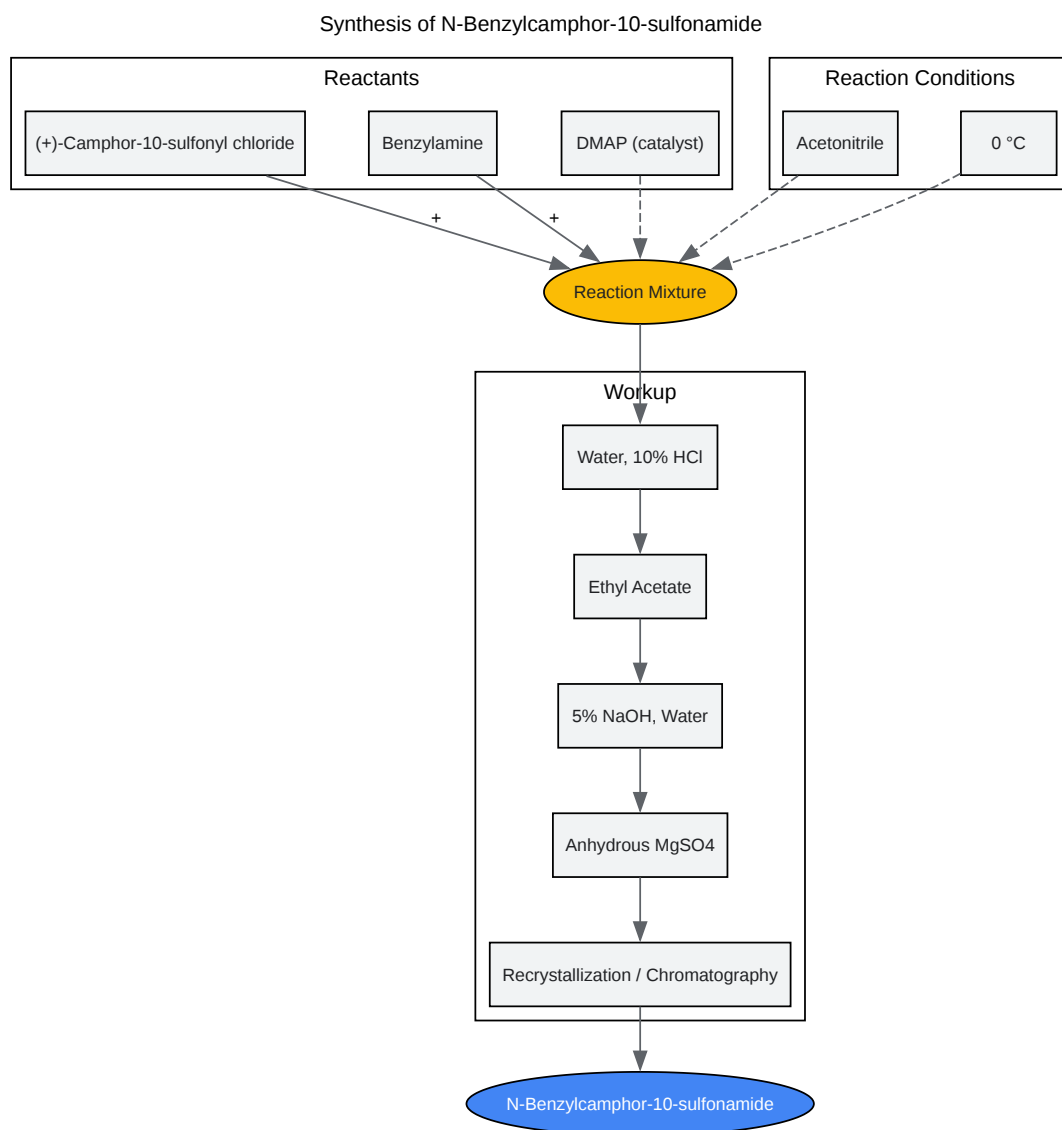 Synthesis of N-Benzylcamphor-10-sulfonamide
Reactants
Reaction Conditions
(+)-Camphor-10-sulfonyl chloride
Benzylamine
DMAP (catalyst)
Acetonitrile
0 °C
+
+
Reaction Mixture
Workup
Water, 10% HCl
Ethyl Acetate
5% NaOH, Water
Anhydrous MgSO4
Recrystallization / Chromatography
N-Benzylcamphor-10-sulfonamide